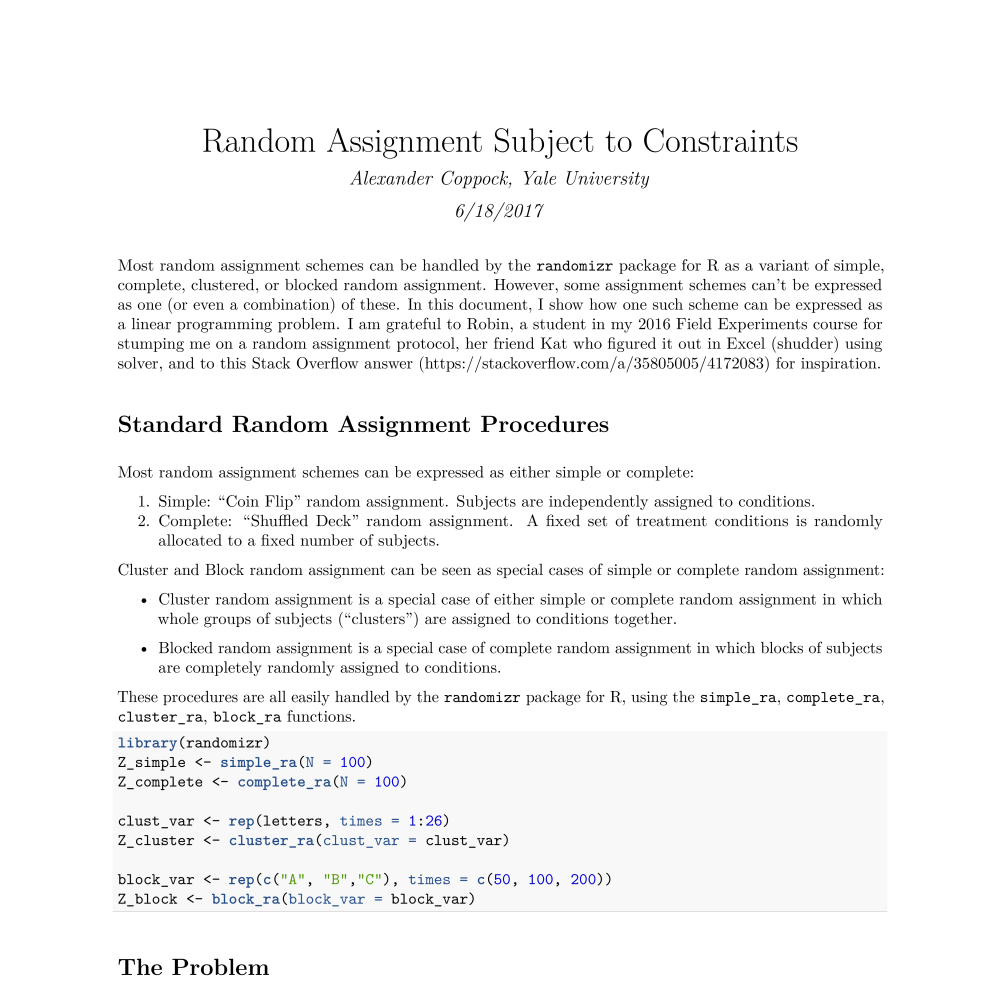 Random Assignment Subject to Constraints
Alexander Coppock, Yale University
6/18/2017
Most random assignment schemes can be handled by the randomizr package for R as a variant of simple,
complete, clustered, or blocked random assignment. However, some assignment schemes can't be expressed
as one (or even a combination) of these. In this document, I show how one such scheme can be expressed as
a linear programming problem. I am grateful to Robin, a student in my 2016 Field Experiments course for
stumping me on a random assignment protocol, her friend Kat who figured it out in Excel (shudder) using
solver, and to this Stack Overflow answer (https://stackoverflow.com/a/35805005/4172083) for inspiration.
Standard Random Assignment Procedures
Most random assignment schemes can be expressed as either simple or complete:
1. Simple: “Coin Flip” random assignment. Subjects are independently assigned to conditions.
2. Complete: “Shuffled Deck” random assignment. A fixed set of treatment conditions is randomly
allocated to a fixed number of subjects.
Cluster and Block random assignment can be seen as special cases of simple or complete random assignment:
• Cluster random assignment is a special case of either simple or complete random assignment in which
whole groups of subjects (“clusters”) are assigned to conditions together.
• Blocked random assignment is a special case of complete random assignment in which blocks of subjects
are completely randomly assigned to conditions.
These procedures are all easily handled by the randomizr package for R, using the simple_ra, complete_ra,
cluster_ra, block_ra functions.
library(randomizr)
Z_simple <- simple_ra(N = 100)
Z_complete <- complete_ra(N = 100)
clust_var <- rep(letters, times = 1:26)
Z_cluster <- cluster_ra(clust_var = clust_var)
block_var <- rep(c("A", "B","C"), times = c(50, 100, 200))
Z_block <- block_ra(block_var = block_var)
The Problem